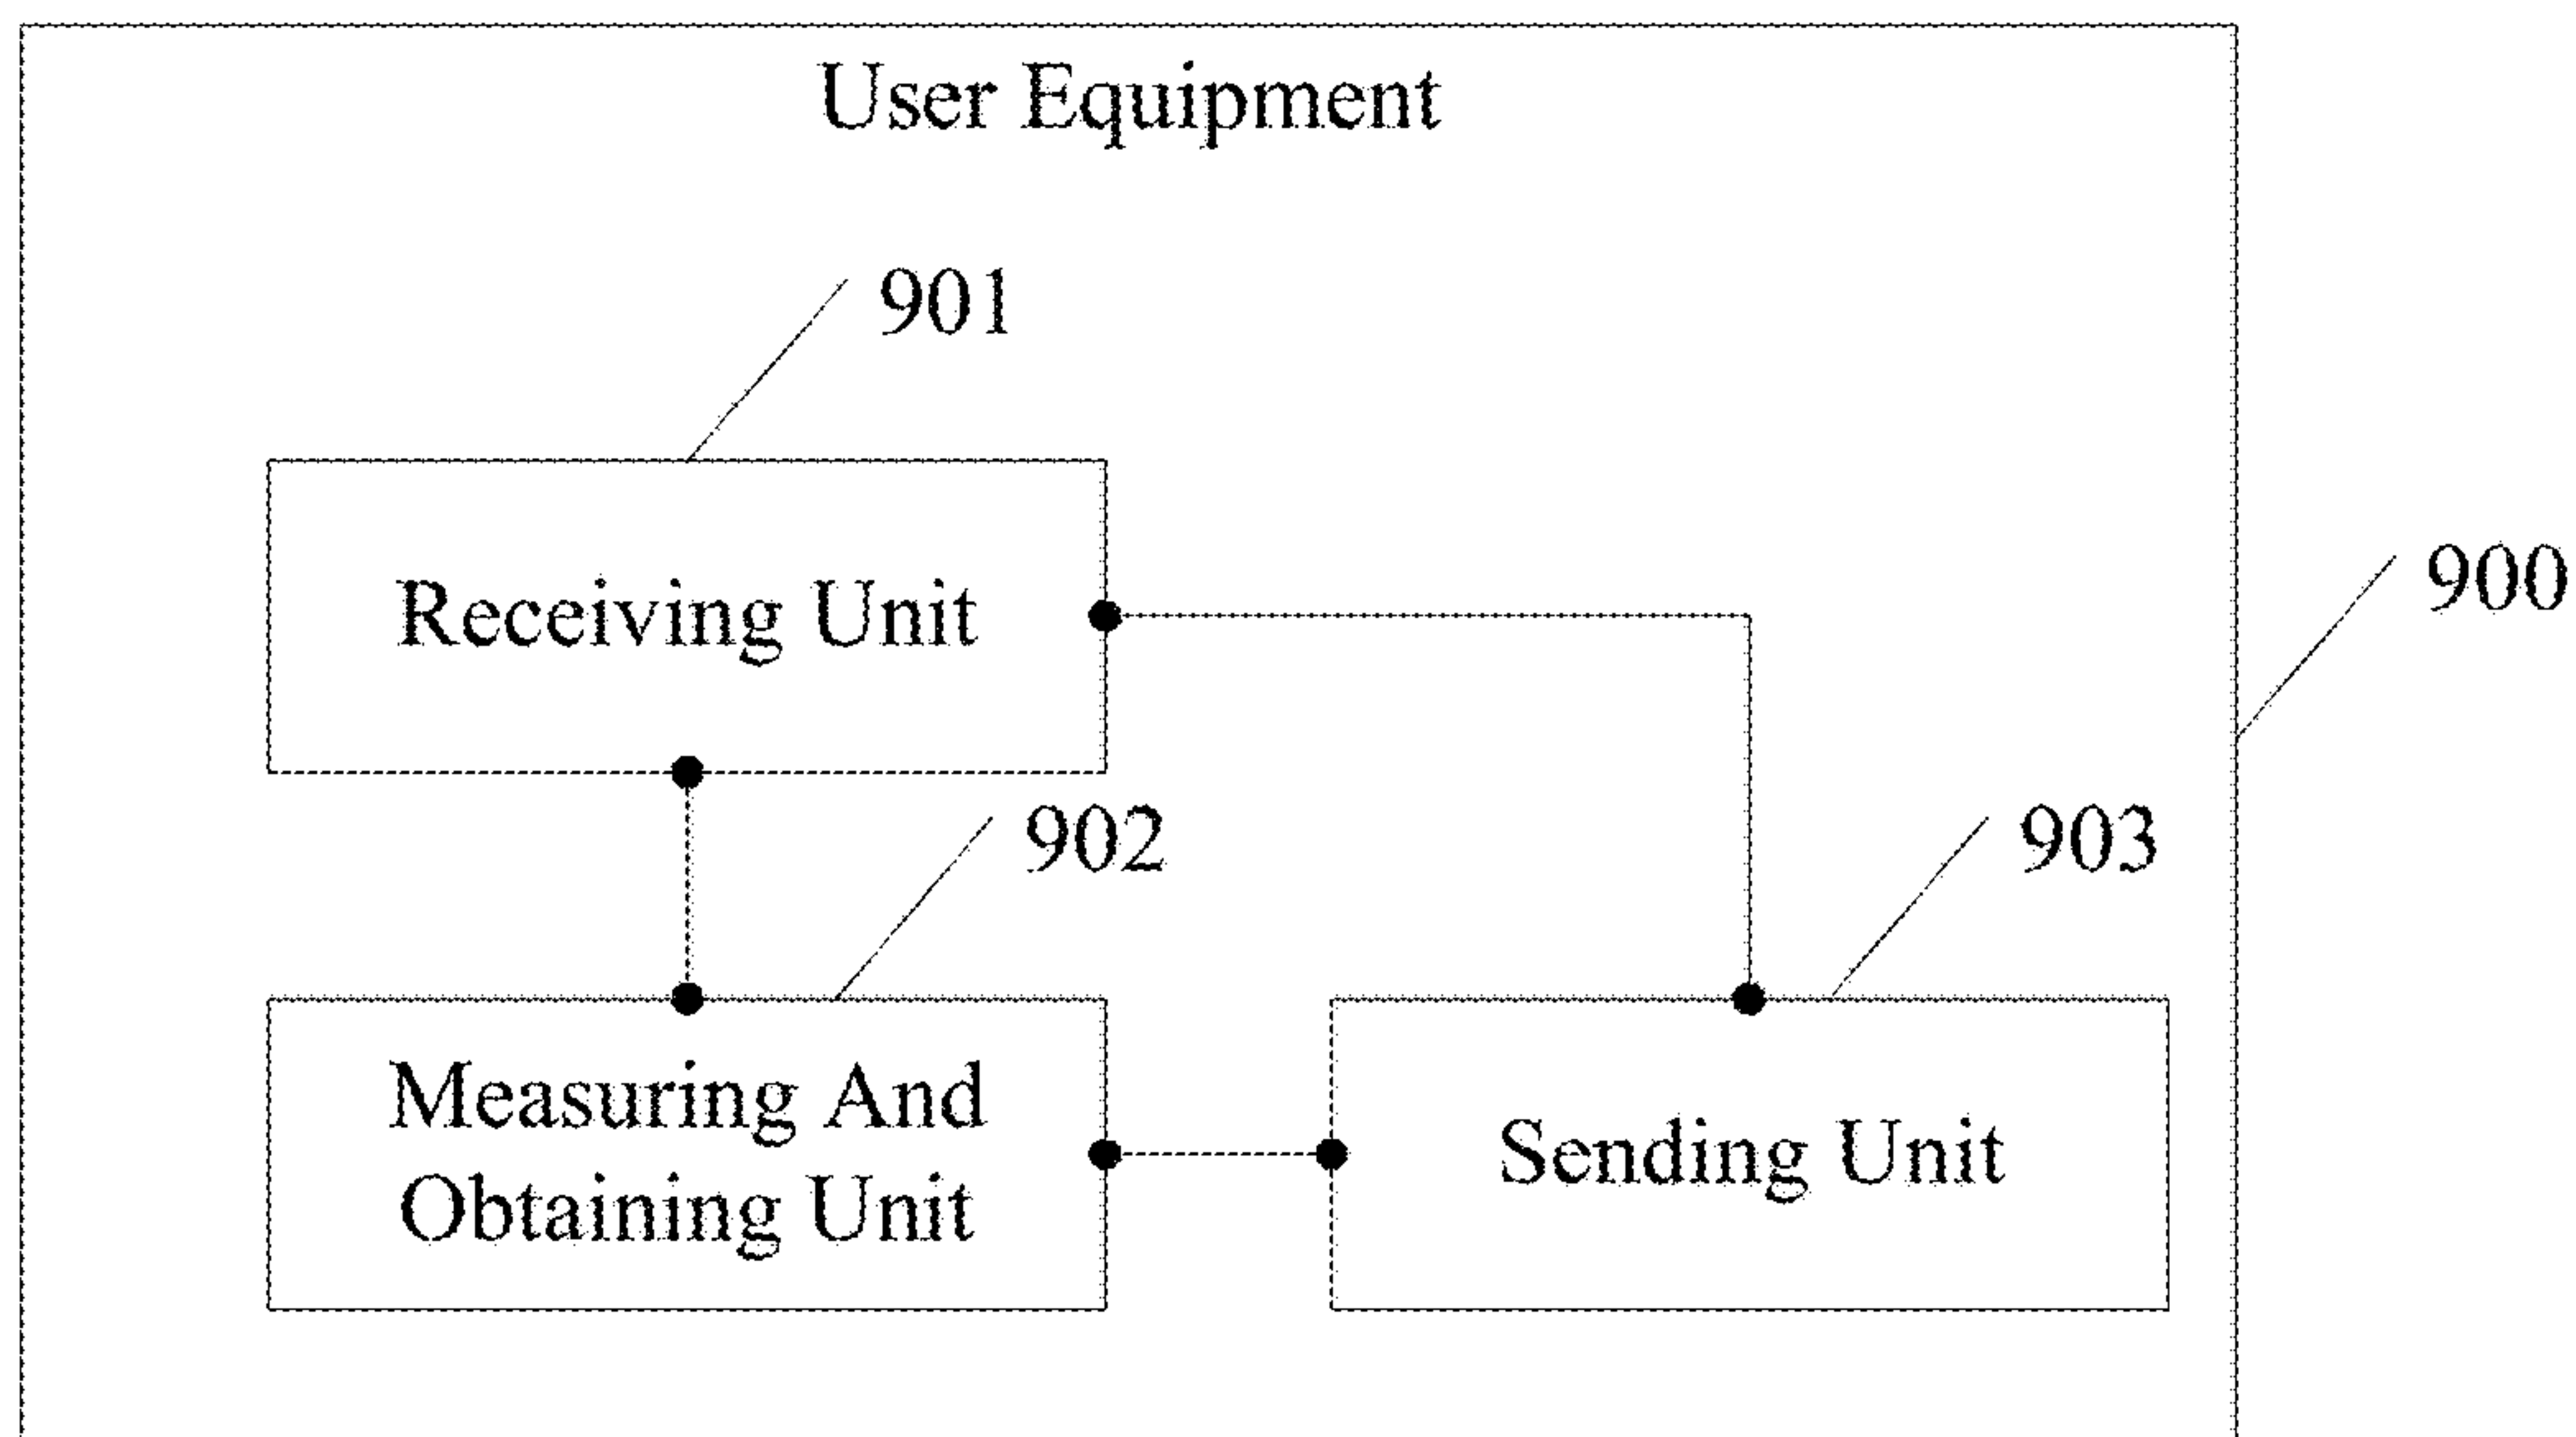 User Equipment
901
Receiving Unit
900
902
903
Measuring And
Obtaining Unit
Sending Unit